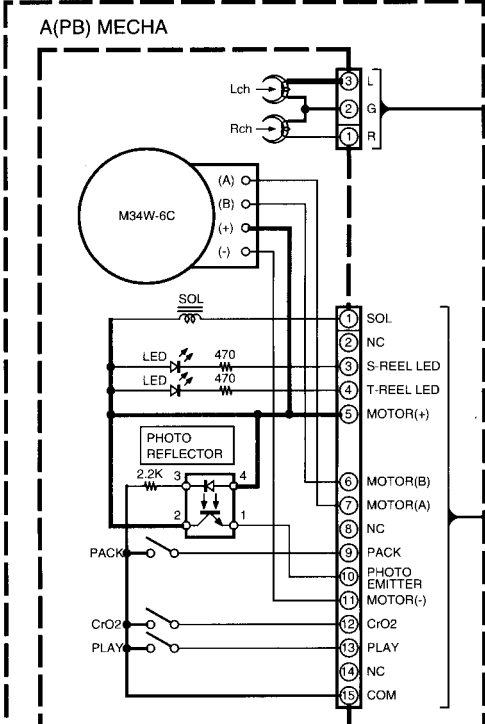 A(PB) MECHA
Lch
Rch
3 L
2 G
1 R
M34W-6C
(A)
(B)
(+)
(-)
SOL
1 SOL
2 NC
LED 470
3 S-REEL LED
LED 470
4 T-REEL LED
5 MOTOR(+)
PHOTO
REFLECTOR
2.2K 3 4
2 1
6 MOTOR(B)
7 MOTOR(A)
8 NC
PACK
9 PACK
10 PHOTO
EMITTER
11 MOTOR(-)
CrO2
12 CrO2
PLAY
13 PLAY
14 NC
15 COM